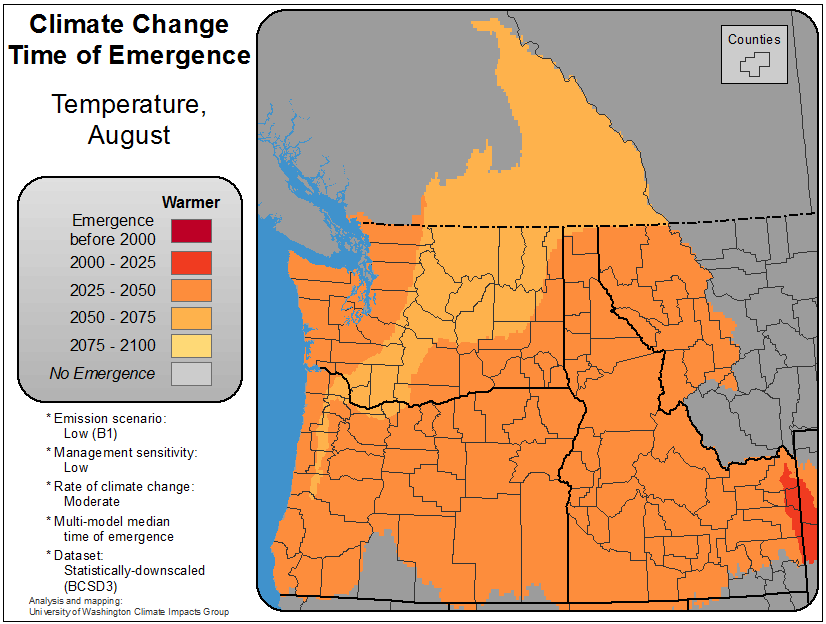 Climate Change
Time of Emergence
Temperature,
August
Counties
Warmer
Emergence
before 2000
2000 - 2025
2025 - 2050
2050 - 2075
2075 - 2100
No Emergence
* Emission scenario:
Low (B1)
* Management sensitivity:
Low
* Rate of climate change:
Moderate
* Multi-model median
time of emergence
* Dataset:
Statistically-downscaled
(BCSD3)
Analysis and mapping:
University of Washington Climate Impacts Group